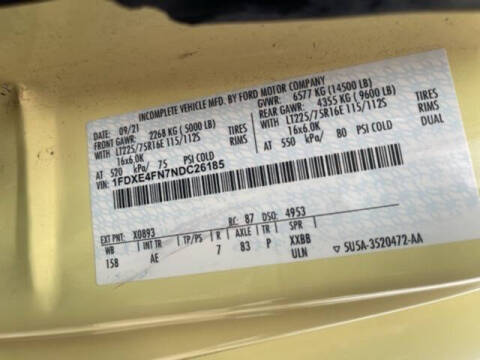 INCOMPLETE VEHICLE MFD. BY FORD MOTOR COMPANY
DATE: 09/21 GVWR: 6577 KG (14500 LB)
FRONT GAWR: 2268 KG (5000 LB) REAR GAWR: 4355 KG (9600 LB)
WITH LT225/75R16E 115/112S TIRES WITH LT225/75R16E 115/112S TIRES
16x6.0K RIMS 16x6.0K RIMS
AT 520 kPa/ 75 PSI COLD AT 550 kPa/ 80 PSI COLD DUAL
VIN: 1FDXE4FN7NDC26185
EXT PNT: X0893 RC: 87 DSO: 4953
WB INT TR TP/PS R AXLE TR
158 AE 7 83 P XXBB
ULN ▽ SU5A-3520472-AA